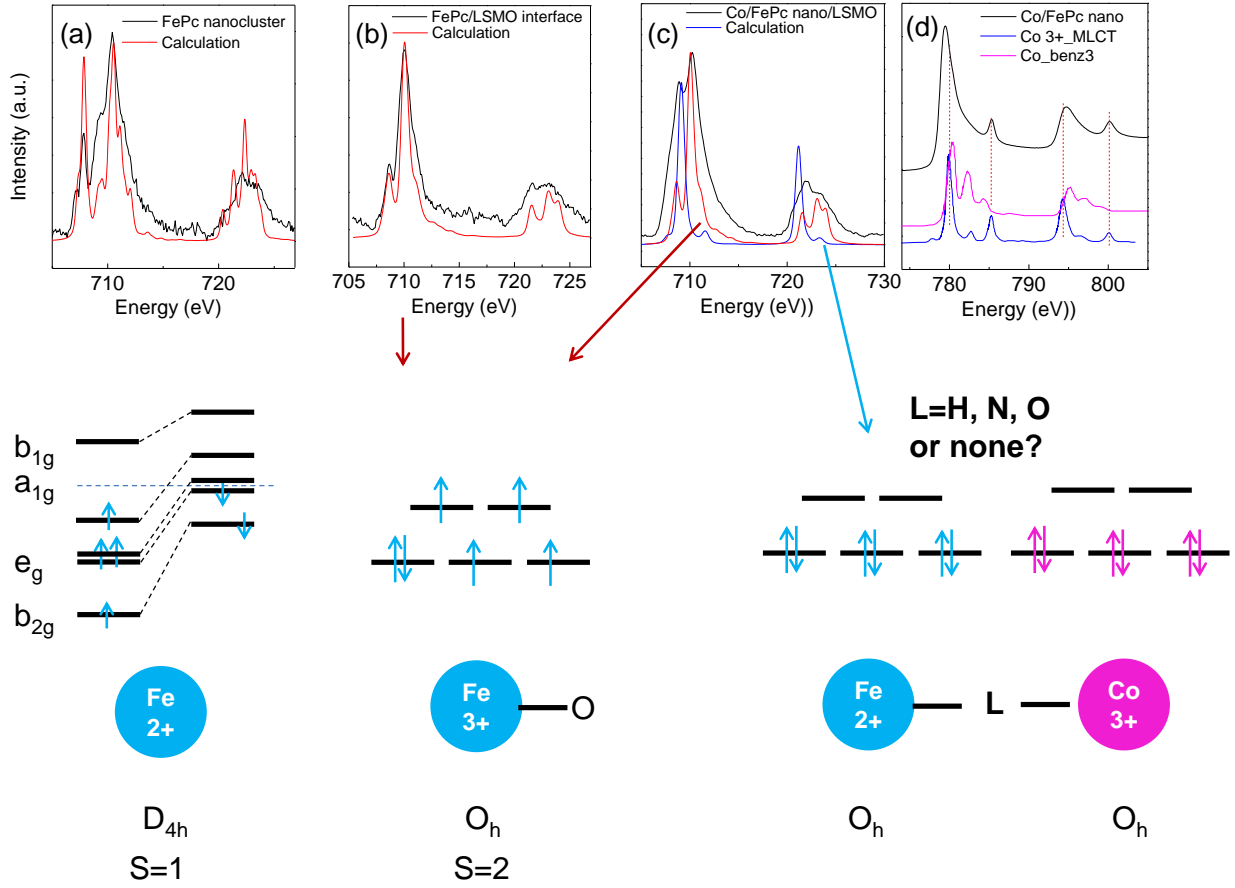 (a)
FePc nanocluster
Calculation
(b)
FePc/LSMO interface
Calculation
(c)
Co/FePc nano/LSMO
Calculation
(d)
Co/FePc nano
Co 3+_MLCT
Co_benz3
Intensity (a.u.)
710 720
705 710 715 720 725
710 720 730
780 790 800
Energy (eV)
Energy (eV)
Energy (eV))
Energy (eV))
L=H, N, O
or none?
b1g
a1g
eg
b2g
Fe
2+
Fe
3+
O
Fe
2+
L
Co
3+
D4h
Oh
Oh
Oh
S=1
S=2